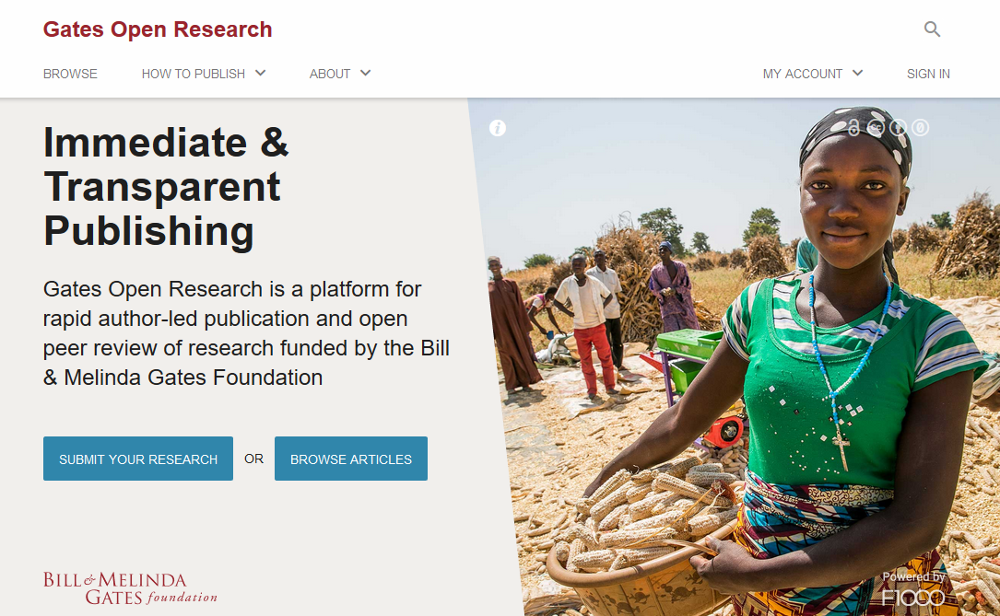 Gates Open Research
BROWSE
HOW TO PUBLISH
ABOUT
MY ACCOUNT
SIGN IN
Immediate &
Transparent
Publishing
Gates Open Research is a platform for
rapid author-led publication and open
peer review of research funded by the Bill
& Melinda Gates Foundation
SUBMIT YOUR RESEARCH
OR
BROWSE ARTICLES
BILL & MELINDA
GATES foundation
Powered by
F1000